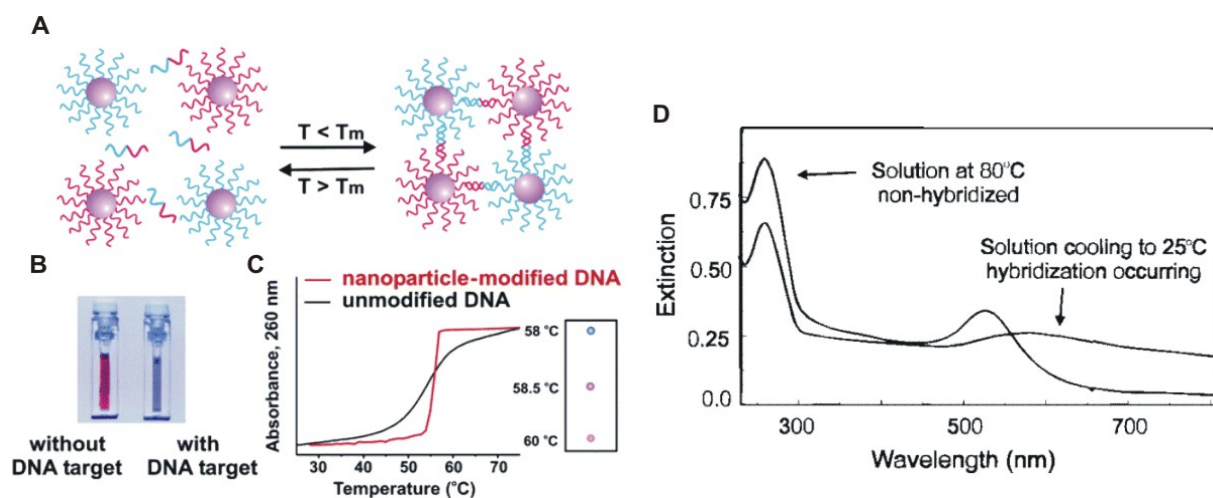 A
T < Tm
T > Tm
B
without
DNA target
with
DNA target
C
nanoparticle-modified DNA
unmodified DNA
Absorbance, 260 nm
58 °C
58.5 °C
60 °C
30
40
50
60
70
Temperature (°C)
D
Solution at 80°C
non-hybridized
Solution cooling to 25°C
hybridization occurring
Extinction
0.75
0.50
0.25
0.0
300
500
700
Wavelength (nm)